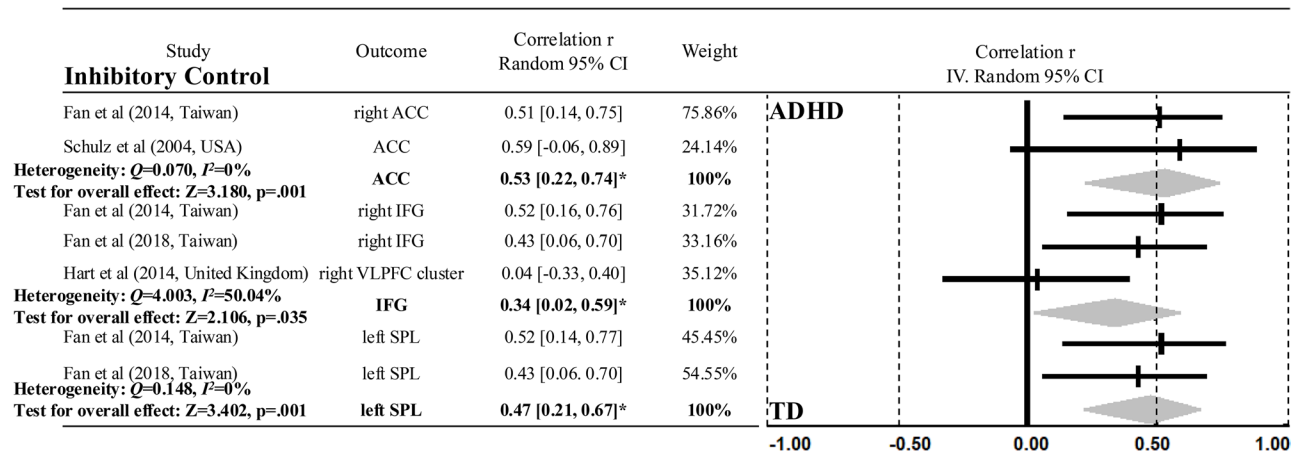 Study Outcome Correlation r Random 95% CI Weight Correlation r IV. Random 95% CI
Inhibitory Control
ADHD
Fan et al (2014, Taiwan) right ACC 0.51 [0.14, 0.75] 75.86%
Schulz et al (2004, USA) ACC 0.59 [-0.06, 0.89] 24.14%
Heterogeneity: Q=0.070, I²=0%
Test for overall effect: Z=3.180, p=.001 ACC 0.53 [0.22, 0.74]* 100%
Fan et al (2014, Taiwan) right IFG 0.52 [0.16, 0.76] 31.72%
Fan et al (2018, Taiwan) right IFG 0.43 [0.06, 0.70] 33.16%
Hart et al (2014, United Kingdom) right VLPFC cluster 0.04 [-0.33, 0.40] 35.12%
Heterogeneity: Q=4.003, I²=50.04%
Test for overall effect: Z=2.106, p=.035 IFG 0.34 [0.02, 0.59]* 100%
Fan et al (2014, Taiwan) left SPL 0.52 [0.14, 0.77] 45.45%
Fan et al (2018, Taiwan) left SPL 0.43 [0.06. 0.70] 54.55%
Heterogeneity: Q=0.148, I²=0%
Test for overall effect: Z=3.402, p=.001 left SPL 0.47 [0.21, 0.67]* 100%
TD
-1.00 -0.50 0.00 0.50 1.00